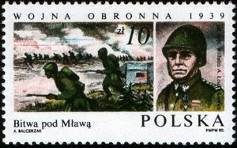 WOJNA OBRONNA 1939
zł 10
Bitwa pod Mławą
POLSKA
A. BALCERZAK
PWPW 85.